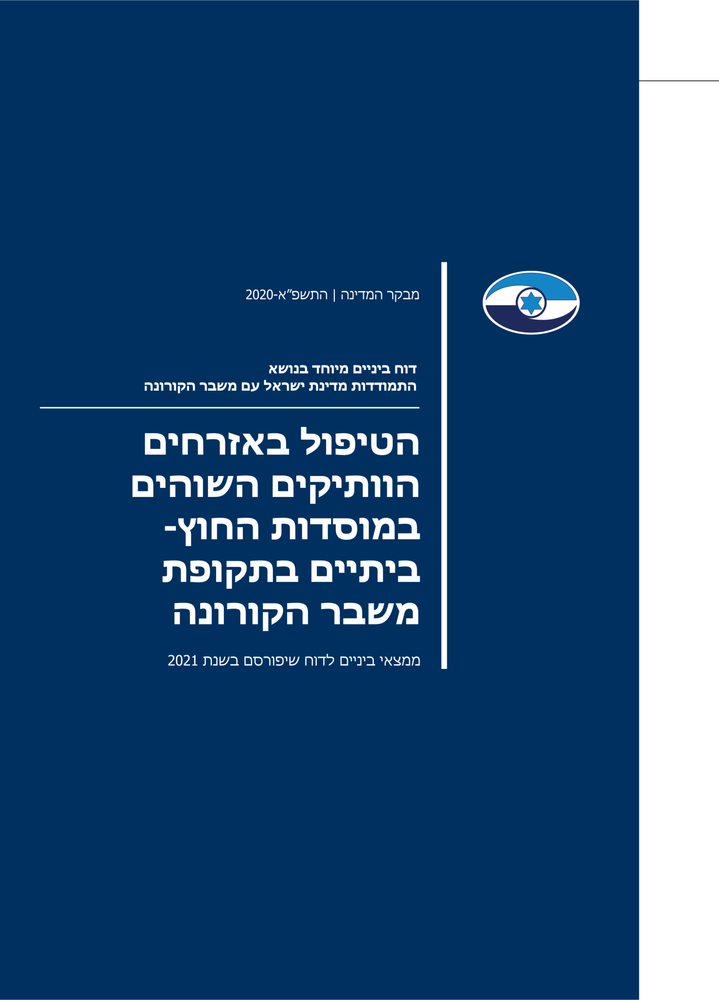 מבקר המדינה | התשפ"א-2020
דוח ביניים מיוחד בנושא
התמודדות מדינת ישראל עם משבר הקורונה
הטיפול באזרחים
הוותיקים השוהים
במוסדות החוץ-
ביתיים בתקופת
משבר הקורונה
ממצאי ביניים לדוח שיפורסם בשנת 2021